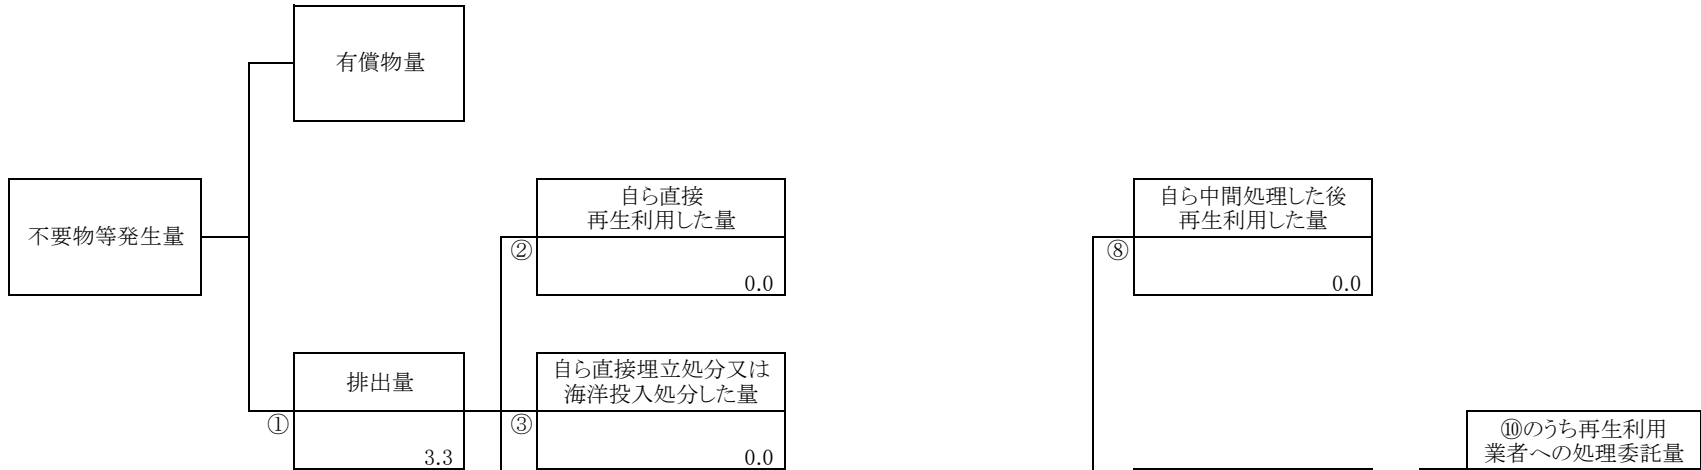 有償物量
不要物等発生量
自ら直接
再生利用した量
②
0.0
自ら中間処理した後
再生利用した量
⑧
0.0
排出量
①
3.3
自ら直接埋立処分又は
海洋投入処分した量
③
0.0
⑩のうち再生利用
業者への処理委託量